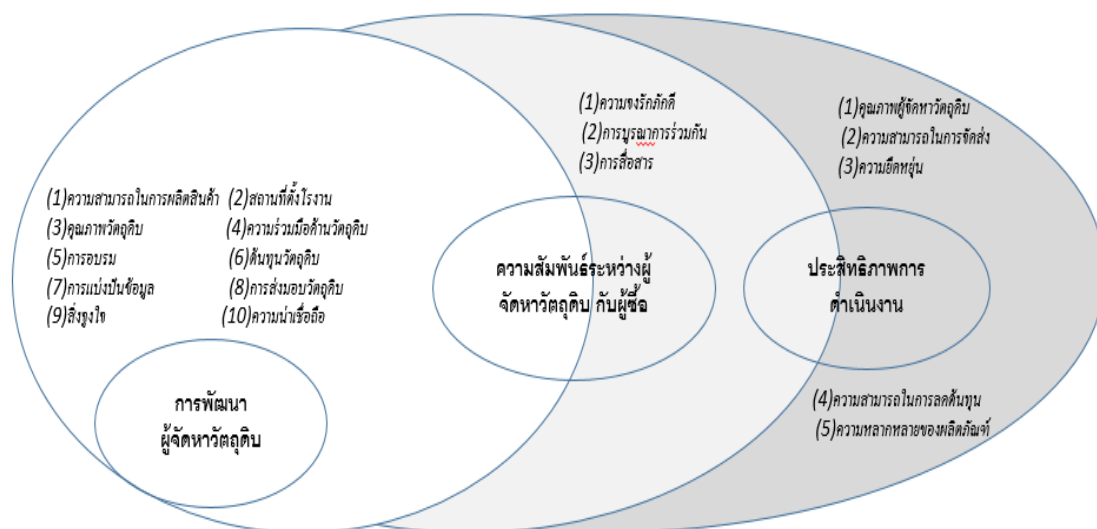 (1)ความสามารถในการผลิตสินค้า (2)สถานที่ตั้งโรงาน
(3)คุณภาพวัตถุดิบ (4)ความร่วมมือด้านวัตถุดิบ
(5)การอบรม (6)ต้นทุนวัตถุดิบ
(7)การแบ่งปันข้อมูล (8)การส่งมอบวัตถุดิบ
(9)สิ่งจูงใจ (10)ความน่าเชื่อถือ
การพัฒนา
ผู้จัดหาวัตถุดิบ
(1)ความจงรักภักดี
(2)การบูรณาการร่วมกัน
(3)การสื่อสาร
ความสัมพันธ์ระหว่างผู้
จัดหาวัตถุดิบ กับผู้ซื้อ
(1)คุณภาพผู้จัดหาวัตถุดิบ
(2)ความสามารถในการจัดส่ง
(3)ความยืดหยุ่น
ประสิทธิภาพการ
ดำเนินงาน
(4)ความสามารถในการลดต้นทุน
(5)ความหลากหลายของผลิตภัณฑ์